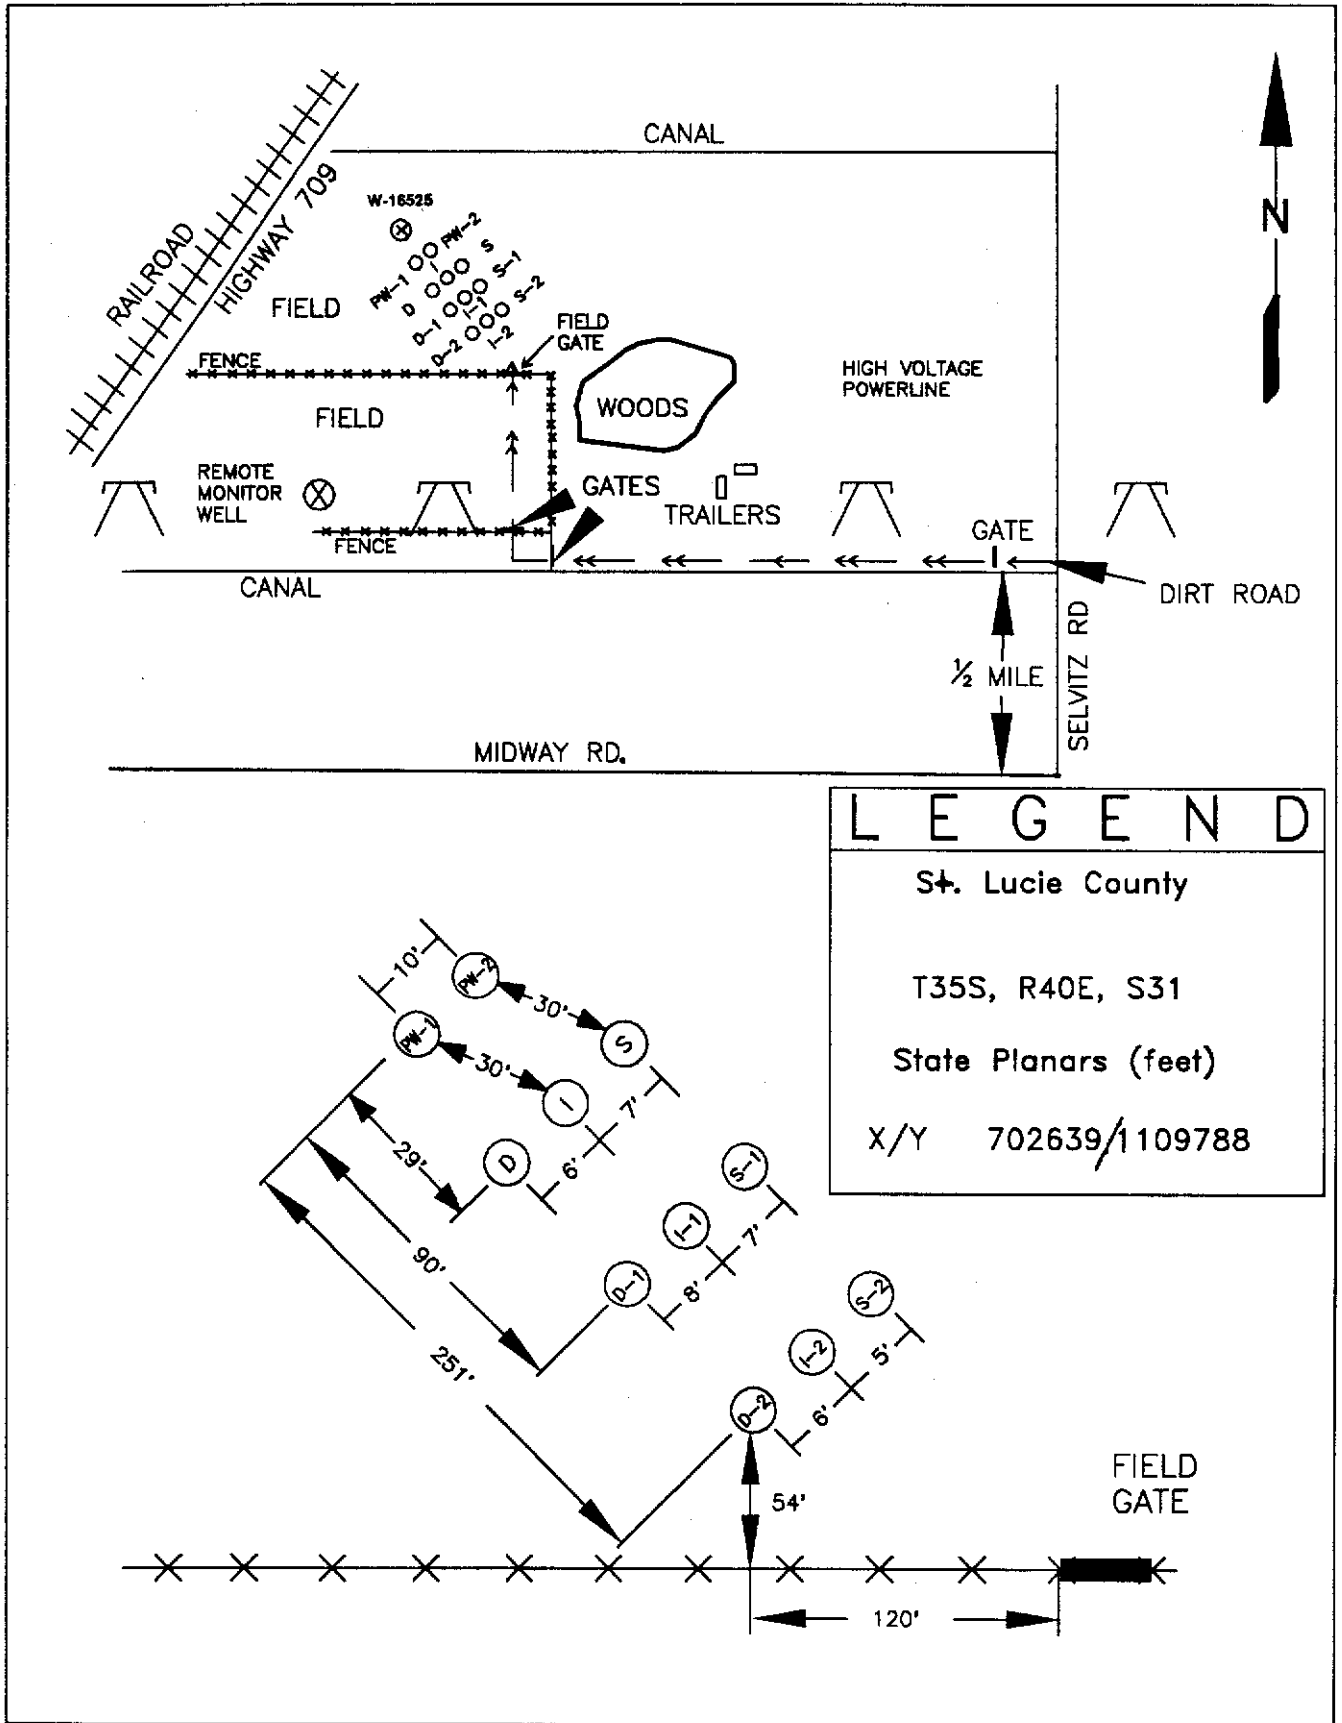 CANAL
RAILROAD
HIGHWAY 709
N
W-16525
PW-1
PW-2
D
I
S
D-1
I-1
S-1
D-2
I-2
S-2
FIELD
FIELD
GATE
FENCE
FIELD
WOODS
HIGH VOLTAGE
POWERLINE
REMOTE
MONITOR
WELL
GATES
TRAILERS
FENCE
GATE
CANAL
DIRT ROAD
½ MILE
SELVITZ RD
MIDWAY RD.
LEGEND
St. Lucie County
T35S, R40E, S31
State Planars (feet)
X/Y 702639/1109788
10'
PW-2
30'
S
PW-1
30'
I
7'
29'
D
6'
90'
S-1
I-1
7'
D-1
8'
251'
S-2
I-2
5'
D-2
6'
54'
FIELD
GATE
120'